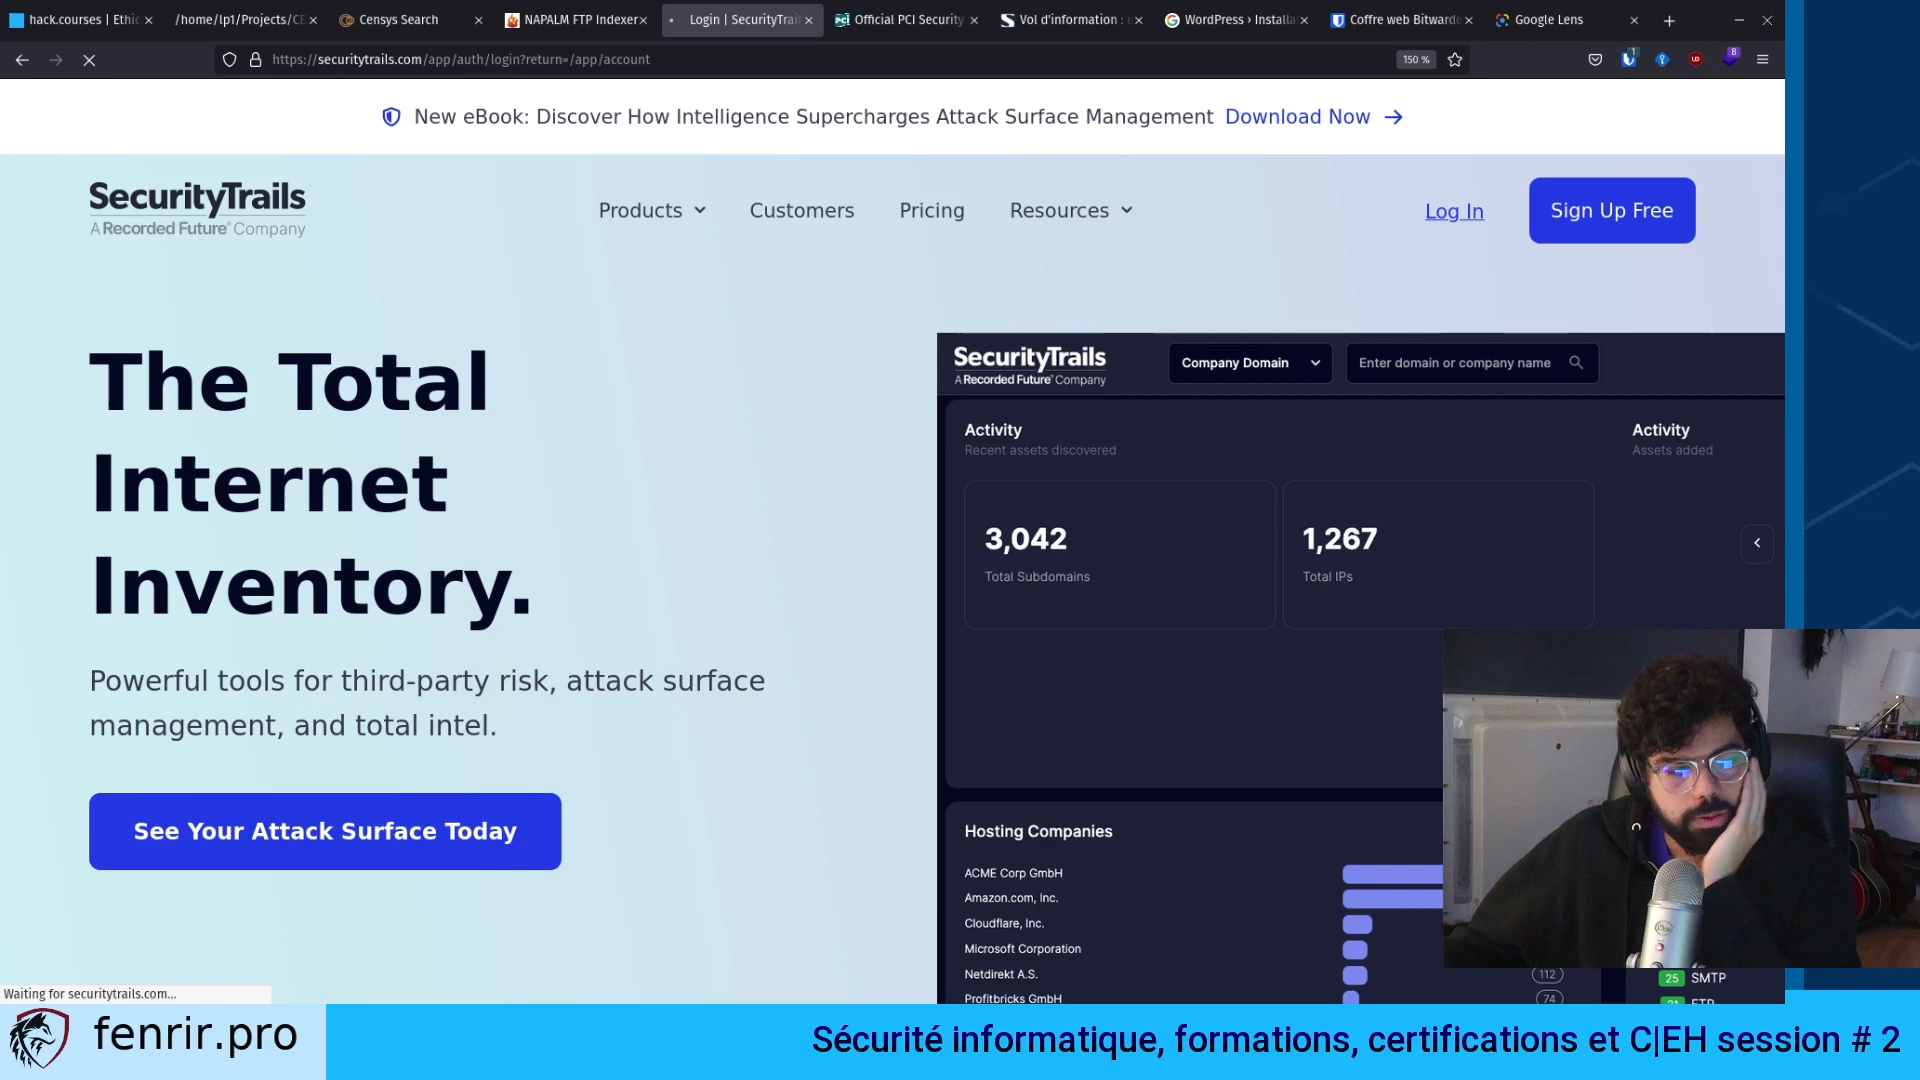 hack.courses | Ethic
/home/lp1/Projects/CE
Censys Search
NAPALM FTP Indexer
Login | SecurityTrail
Official PCI Security
Vol d'information : u
WordPress › Installa
Coffre web Bitwarde
Google Lens
https://securitytrails.com/app/auth/login?return=/app/account
150 %
1
8
New eBook: Discover How Intelligence Supercharges Attack Surface Management Download Now →
SecurityTrails
A Recorded Future® Company
Products
Customers
Pricing
Resources
Log In
Sign Up Free
The Total
Internet
Inventory.
Powerful tools for third-party risk, attack surface
management, and total intel.
See Your Attack Surface Today
SecurityTrails
A Recorded Future® Company
Company Domain
Enter domain or company name
Activity
Recent assets discovered
Activity
Assets added
3,042
Total Subdomains
1,267
Total IPs
Hosting Companies
ACME Corp GmbH
Amazon.com, Inc.
Cloudflare, Inc.
Microsoft Corporation
Netdirekt A.S.
112
Profitbricks GmbH
74
25 SMTP
21 FTP
Waiting for securitytrails.com...
fenrir.pro
Sécurité informatique, formations, certifications et C|EH session # 2